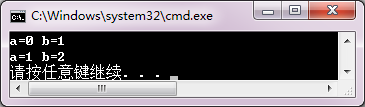 C:\Windows\system32\cmd.exe
a=0 b=1
a=1 b=2
请按任意键继续. . .